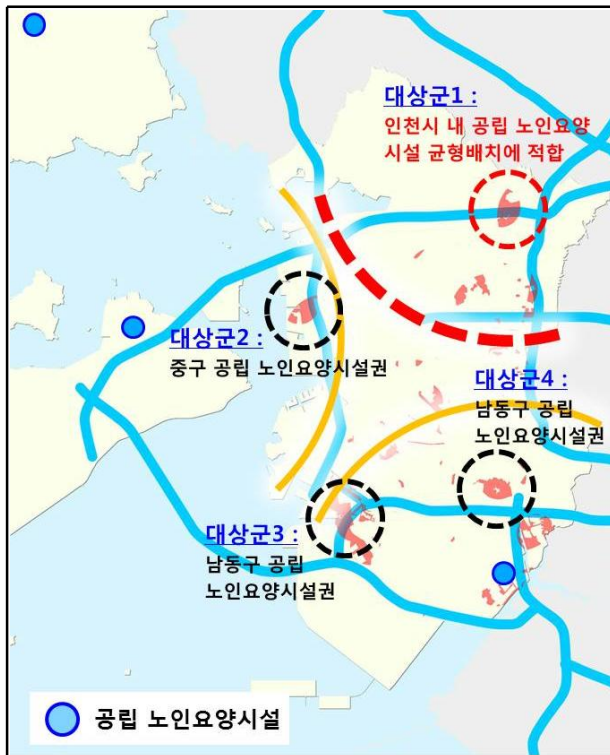 대상군1 :
인천시 내 공립 노인요양
시설 균형배치에 적합
대상군2 :
중구 공립 노인요양시설권
대상군4 :
남동구 공립
노인요양시설권
대상군3 :
남동구 공립
노인요양시설권
공립 노인요양시설